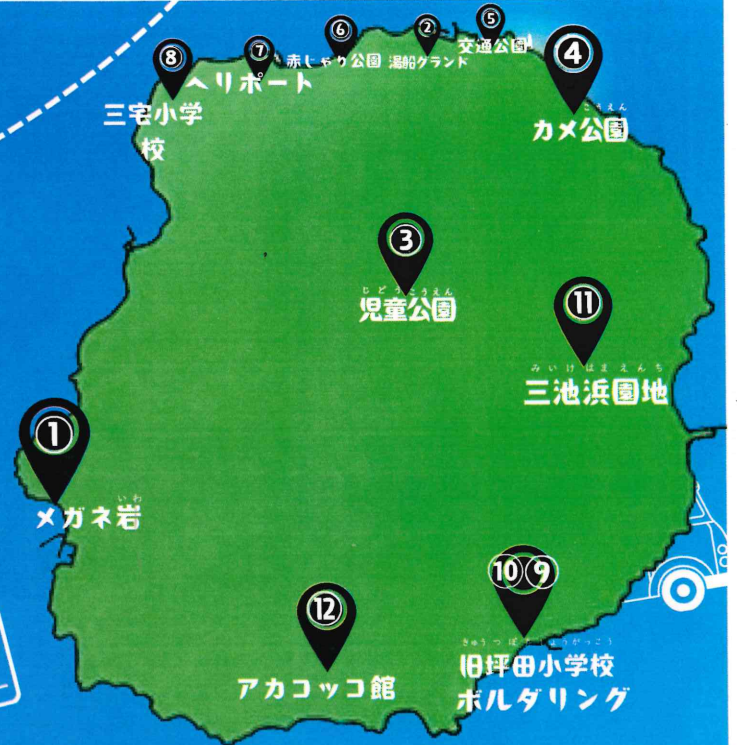 ⑧
三宅小学
校
⑦
ヘリポート
⑥
赤じゃり公園
②
湯船グランド
⑤
交通公園
④
こうえん
カメ公園
③
じどうこうえん
児童公園
⑪
みいけはまえんち
三池浜園地
①
いわ
メガネ岩
⑫
アカコッコ館
⑩ ⑨
旧坪田小学校
ボルダリング